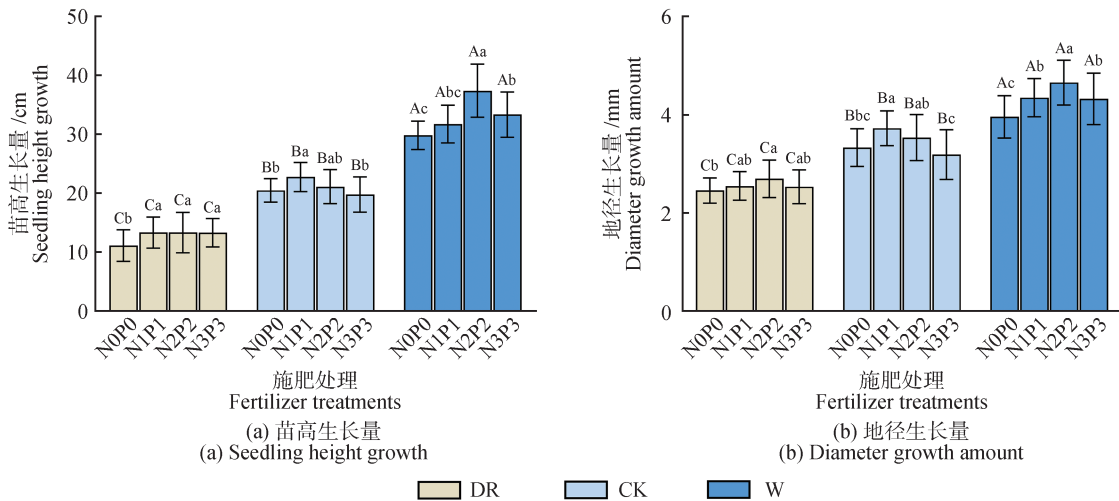 苗高生长量 /cm
Seedling height growth
50
40
30
20
10
0
Cb Ca Ca Ca Bb Ba Bab Bb Ac Abc Aa Ab
N0P0 N1P1 N2P2 N3P3 N0P0 N1P1 N2P2 N3P3 N0P0 N1P1 N2P2 N3P3
施肥处理
Fertilizer treatments
(a) 苗高生长量
(a) Seedling height growth
地径生长量 /mm
Diameter growth amount
6
4
2
0
Cb Cab Ca Cab Bbc Ba Bab Bc Ac Ab Aa Ab
N0P0 N1P1 N2P2 N3P3 N0P0 N1P1 N2P2 N3P3 N0P0 N1P1 N2P2 N3P3
施肥处理
Fertilizer treatments
(b) 地径生长量
(b) Diameter growth amount
DR CK W